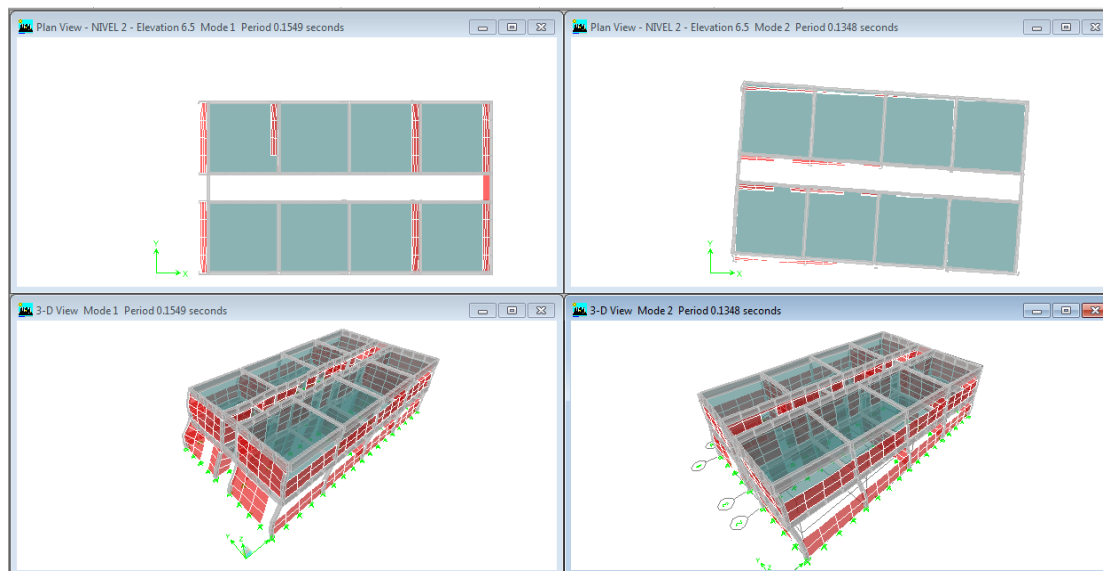 Plan View - NIVEL 2 - Elevation 6.5 Mode 1 Period 0.1549 seconds
Plan View - NIVEL 2 - Elevation 6.5 Mode 2 Period 0.1348 seconds
Y
X
Y
X
3-D View Mode 1 Period 0.1549 seconds
3-D View Mode 2 Period 0.1348 seconds
Y
Z
Y
Z